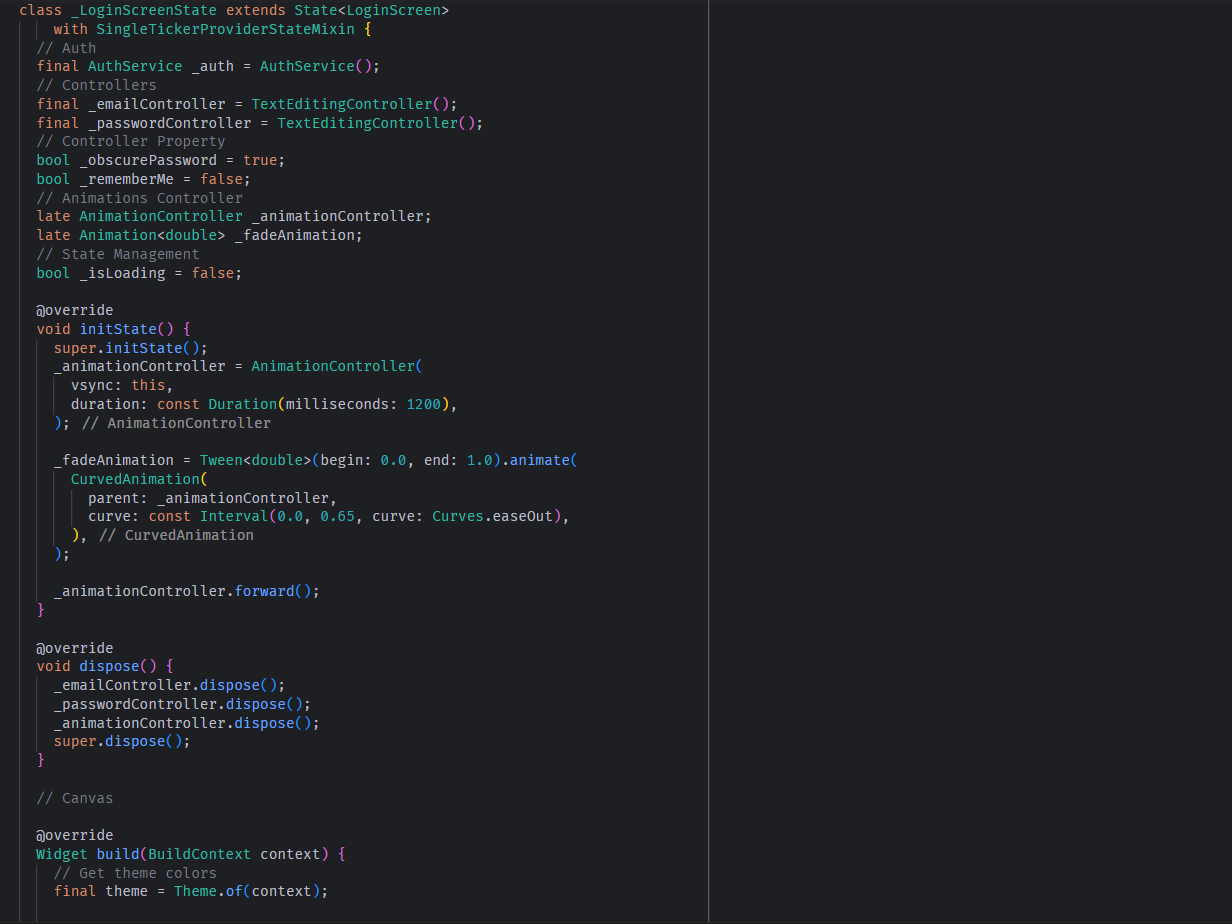 class _LoginScreenState extends State<LoginScreen>
with SingleTickerProviderStateMixin {
// Auth
final AuthService _auth = AuthService();
// Controllers
final _emailController = TextEditingController();
final _passwordController = TextEditingController();
// Controller Property
bool _obscurePassword = true;
bool _rememberMe = false;
// Animations Controller
late AnimationController _animationController;
late Animation<double> _fadeAnimation;
// State Management
bool _isLoading = false;
@override
void initState() {
super.initState();
_animationController = AnimationController(
vsync: this,
duration: const Duration(milliseconds: 1200),
); // AnimationController
_fadeAnimation = Tween<double>(begin: 0.0, end: 1.0).animate(
CurvedAnimation(
parent: _animationController,
curve: const Interval(0.0, 0.65, curve: Curves.easeOut),
), // CurvedAnimation
);
_animationController.forward();
}
@override
void dispose() {
_emailController.dispose();
_passwordController.dispose();
_animationController.dispose();
super.dispose();
}
// Canvas
@override
Widget build(BuildContext context) {
// Get theme colors
final theme = Theme.of(context);